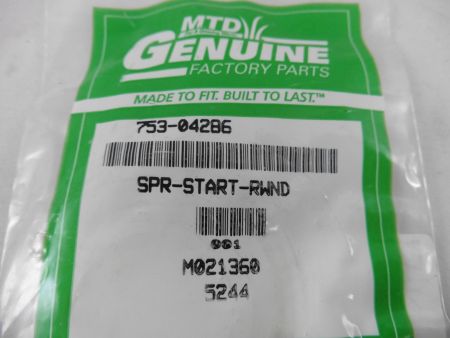 MTD
GENUINE
FACTORY PARTS
MADE TO FIT. BUILT TO LAST.™
753-04286
SPR-START-RWND
001
M021360
5244